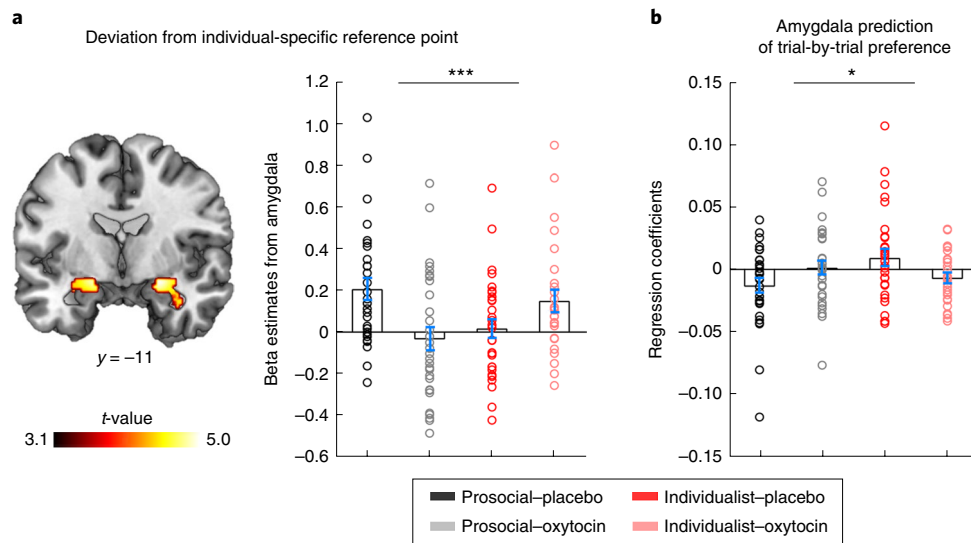 a
Deviation from individual-specific reference point
***
1.2
1.0
0.8
0.6
0.4
0.2
0
–0.2
–0.4
–0.6
Beta estimates from amygdala
y = –11
t-value
3.1
5.0
b
Amygdala prediction
of trial-by-trial preference
*
0.15
0.10
0.05
0
–0.05
–0.10
–0.15
Regression coefficients
Prosocial–placebo
Individualist–placebo
Prosocial–oxytocin
Individualist–oxytocin